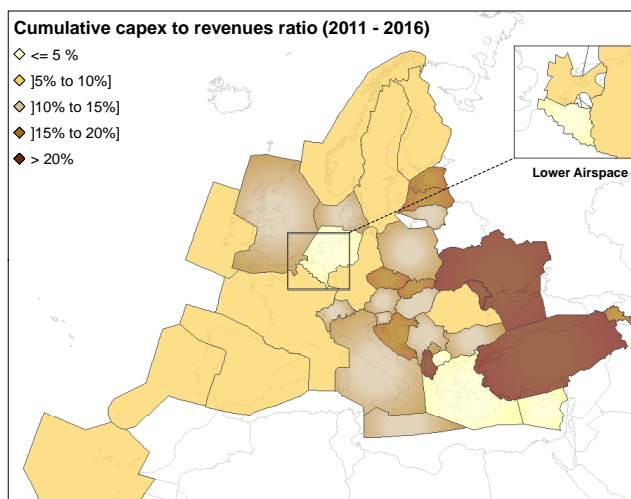 Cumulative capex to revenues ratio (2011 - 2016)
<= 5 %
]5% to 10%]
]10% to 15%]
]15% to 20%]
> 20%
Lower Airspace